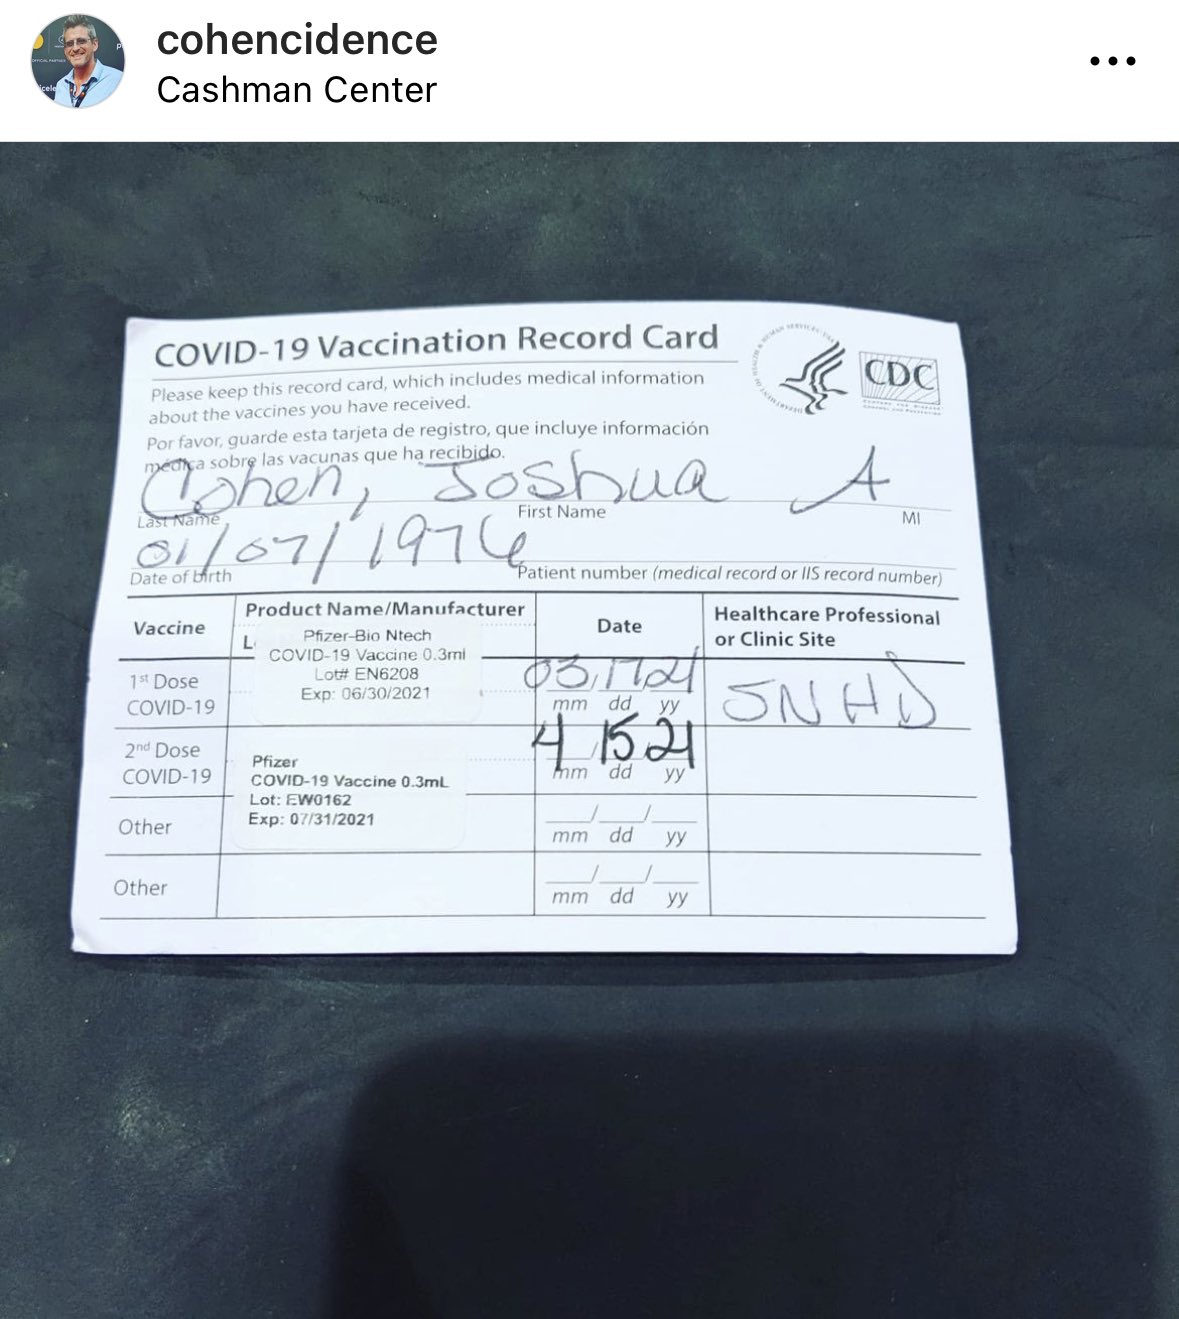 cohencidence
Cashman Center
COVID-19 Vaccination Record Card
Please keep this record card, which includes medical information
about the vaccines you have received.
Por favor, guarde esta tarjeta de registro, que incluye información
médica sobre las vacunas que ha recibido.
CDC
Cohen, Joshua A
Last Name First Name MI
01/07/1976
Date of birth Patient number (medical record or IIS record number)
Vaccine Product Name/Manufacturer Date Healthcare Professional
or Clinic Site
Pfizer-Bio Ntech
COVID-19 Vaccine 0.3ml
Lot# EN6208
Exp: 06/30/2021
1st Dose
COVID-19
03/17/21
mm dd yy
SNHD
2nd Dose
COVID-19
Pfizer
COVID-19 Vaccine 0.3mL
Lot: EW0162
Exp: 07/31/2021
4/15/21
mm dd yy
Other
mm dd yy
Other
mm dd yy